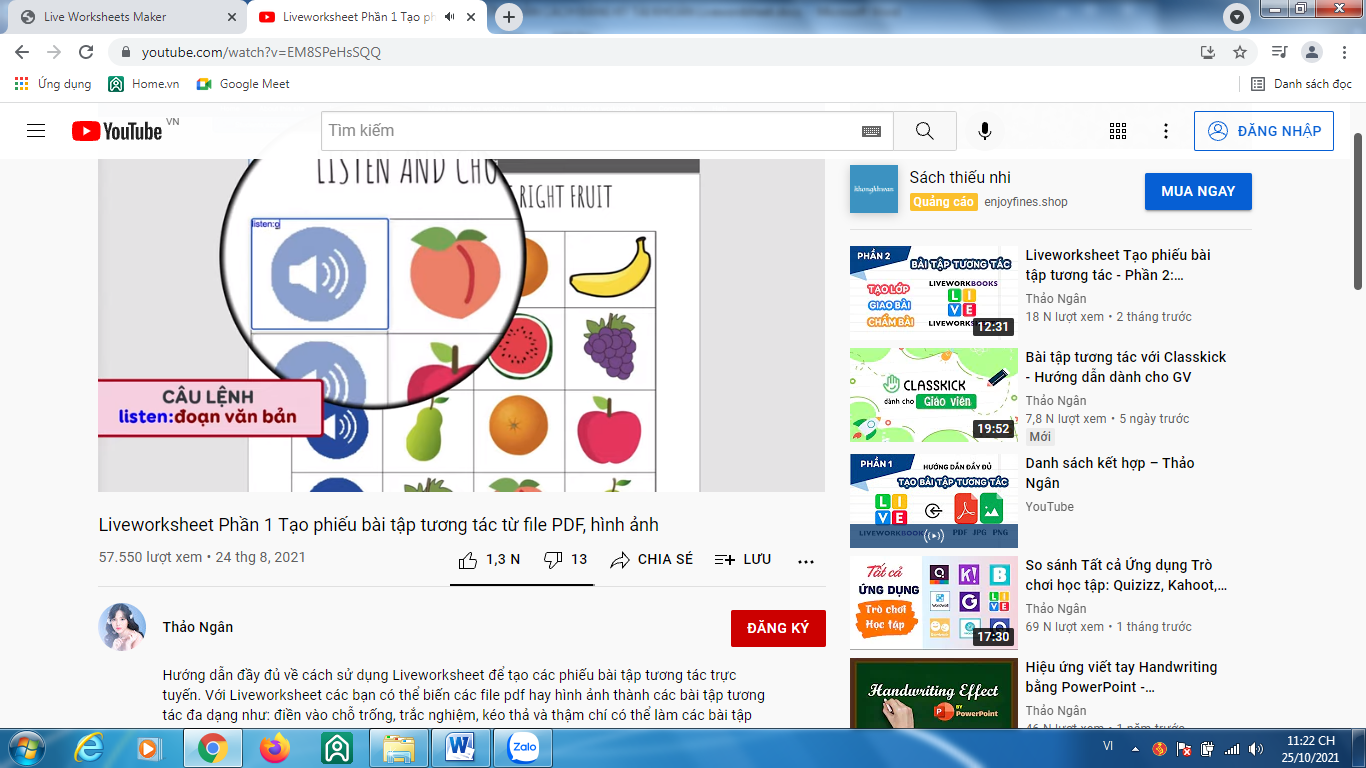 Live Worksheets Maker
Liveworksheet Phần 1 Tạo ph
youtube.com/watch?v=EM8SPeHsSQQ
Ứng dụng
Home.vn
Google Meet
Danh sách đọc
YouTube VN
Tìm kiếm
ĐĂNG NHẬP
LISTEN AND CHO
RIGHT FRUIT
listen:g
CÂU LỆNH
listen:đoạn văn bản
Liveworksheet Phần 1 Tạo phiếu bài tập tương tác từ file PDF, hình ảnh
57.550 lượt xem • 24 thg 8, 2021
1,3 N
13
CHIA SẺ
LƯU
Thảo Ngân
ĐĂNG KÝ
Hướng dẫn đầy đủ về cách sử dụng Liveworksheet để tạo các phiếu bài tập tương tác trực
tuyến. Với Liveworksheet các bạn có thể biến các file pdf hay hình ảnh thành các bài tập tương
tác đa dạng như: điền vào chỗ trống, trắc nghiệm, kéo thả và thậm chí có thể làm các bài tập
Sách thiếu nhi
Quảng cáo enjoyfines.shop
MUA NGAY
PHẦN 2
BÀI TẬP TƯƠNG TÁC
TẠO LỚP
GIAO BÀI
CHẤM BÀI
LIVEWORKBOOKS
LIVE
LIVEWORKS
12:31
Liveworksheet Tạo phiếu bài
tập tương tác - Phần 2:...
Thảo Ngân
18 N lượt xem • 2 tháng trước
CLASSKICK
dành cho Giáo viên
19:52
Bài tập tương tác với Classkick
- Hướng dẫn dành cho GV
Thảo Ngân
7,8 N lượt xem • 5 ngày trước
Mới
PHẦN 1
HƯỚNG DẪN ĐẦY ĐỦ
TẠO BÀI TẬP TƯƠNG TÁC
LIVE
LIVEWORKBOOK
PDF JPG PNG
Danh sách kết hợp – Thảo
Ngân
YouTube
Tất cả
ỨNG DỤNG
Trò chơi
Học tập
17:30
So sánh Tất cả Ứng dụng Trò
chơi học tập: Quizizz, Kahoot,...
Thảo Ngân
69 N lượt xem • 1 tháng trước
Handwriting Effect
BY
PowerPoint
Hiệu ứng viết tay Handwriting
bằng PowerPoint -...
Thảo Ngân
46 N lượt xem • 1 năm trước
Zalo
VI
11:22 CH
25/10/2021